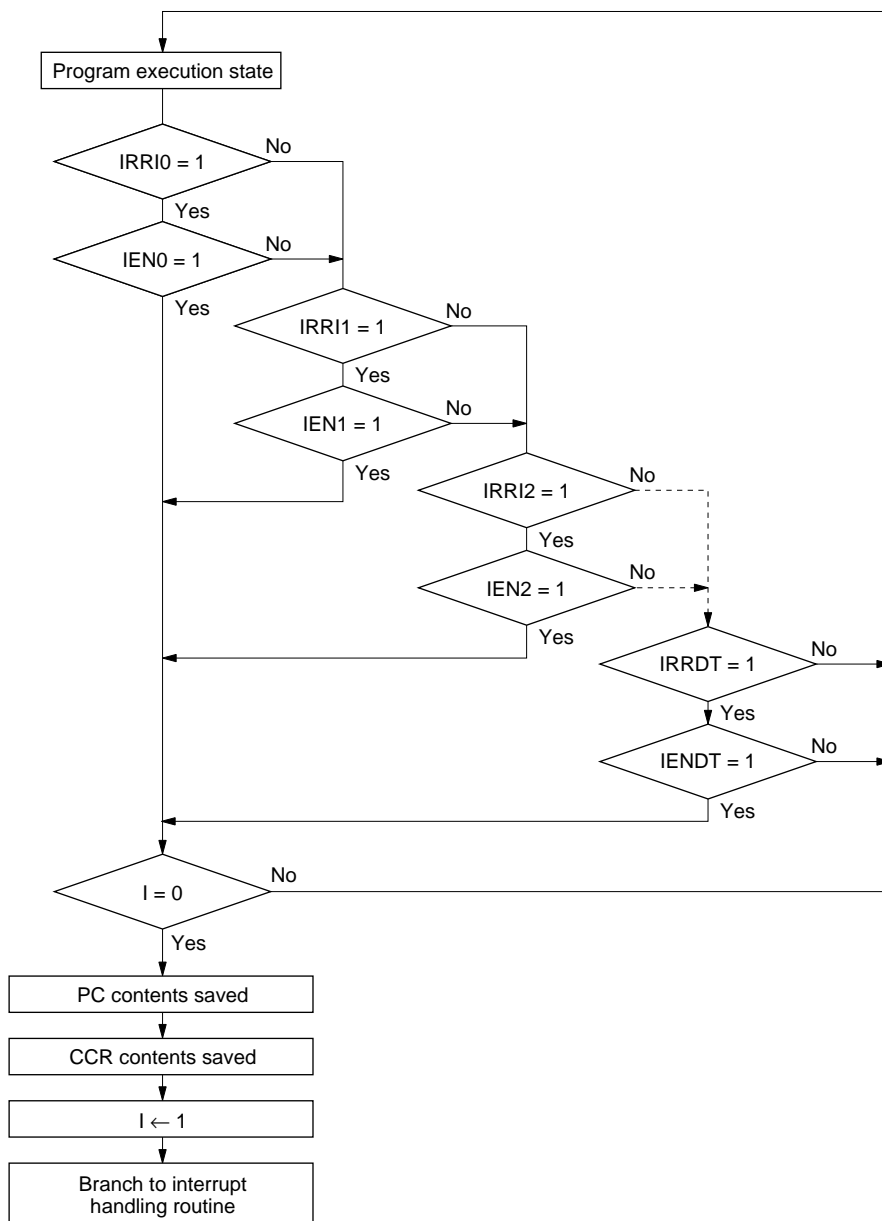 Program execution state
IRRI0 = 1
No
Yes
IEN0 = 1
No
Yes
IRRI1 = 1
No
Yes
IEN1 = 1
No
Yes
IRRI2 = 1
No
Yes
IEN2 = 1
No
Yes
IRRDT = 1
No
Yes
IENDT = 1
No
Yes
I = 0
No
Yes
PC contents saved
CCR contents saved
I ← 1
Branch to interrupt
handling routine